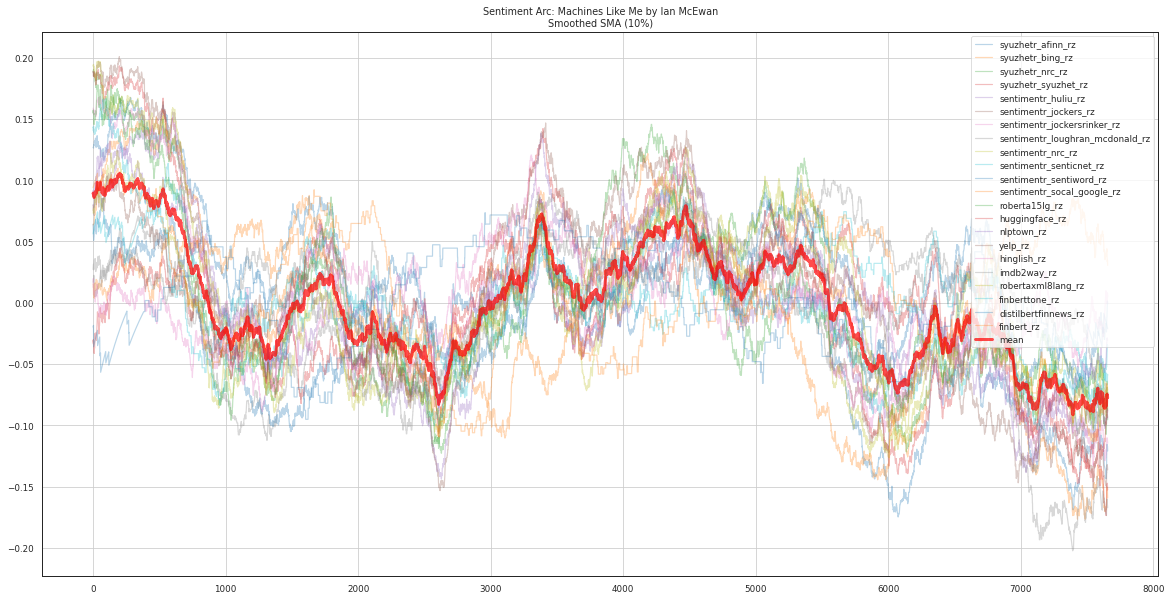 Sentiment Arc: Machines Like Me by Ian McEwan
Smoothed SMA (10%)
0.20
0.15
0.10
0.05
0.00
−0.05
−0.10
−0.15
−0.20
0 1000 2000 3000 4000 5000 6000 7000 8000
syuzhetr_afinn_rz
syuzhetr_bing_rz
syuzhetr_nrc_rz
syuzhetr_syuzhet_rz
sentimentr_huliu_rz
sentimentr_jockers_rz
sentimentr_jockersrinker_rz
sentimentr_loughran_mcdonald_rz
sentimentr_nrc_rz
sentimentr_senticnet_rz
sentimentr_sentiword_rz
sentimentr_socal_google_rz
roberta15lg_rz
huggingface_rz
nlptown_rz
yelp_rz
hinglish_rz
imdb2way_rz
robertaxml8lang_rz
finberttone_rz
distilbertfinnews_rz
finbert_rz
mean